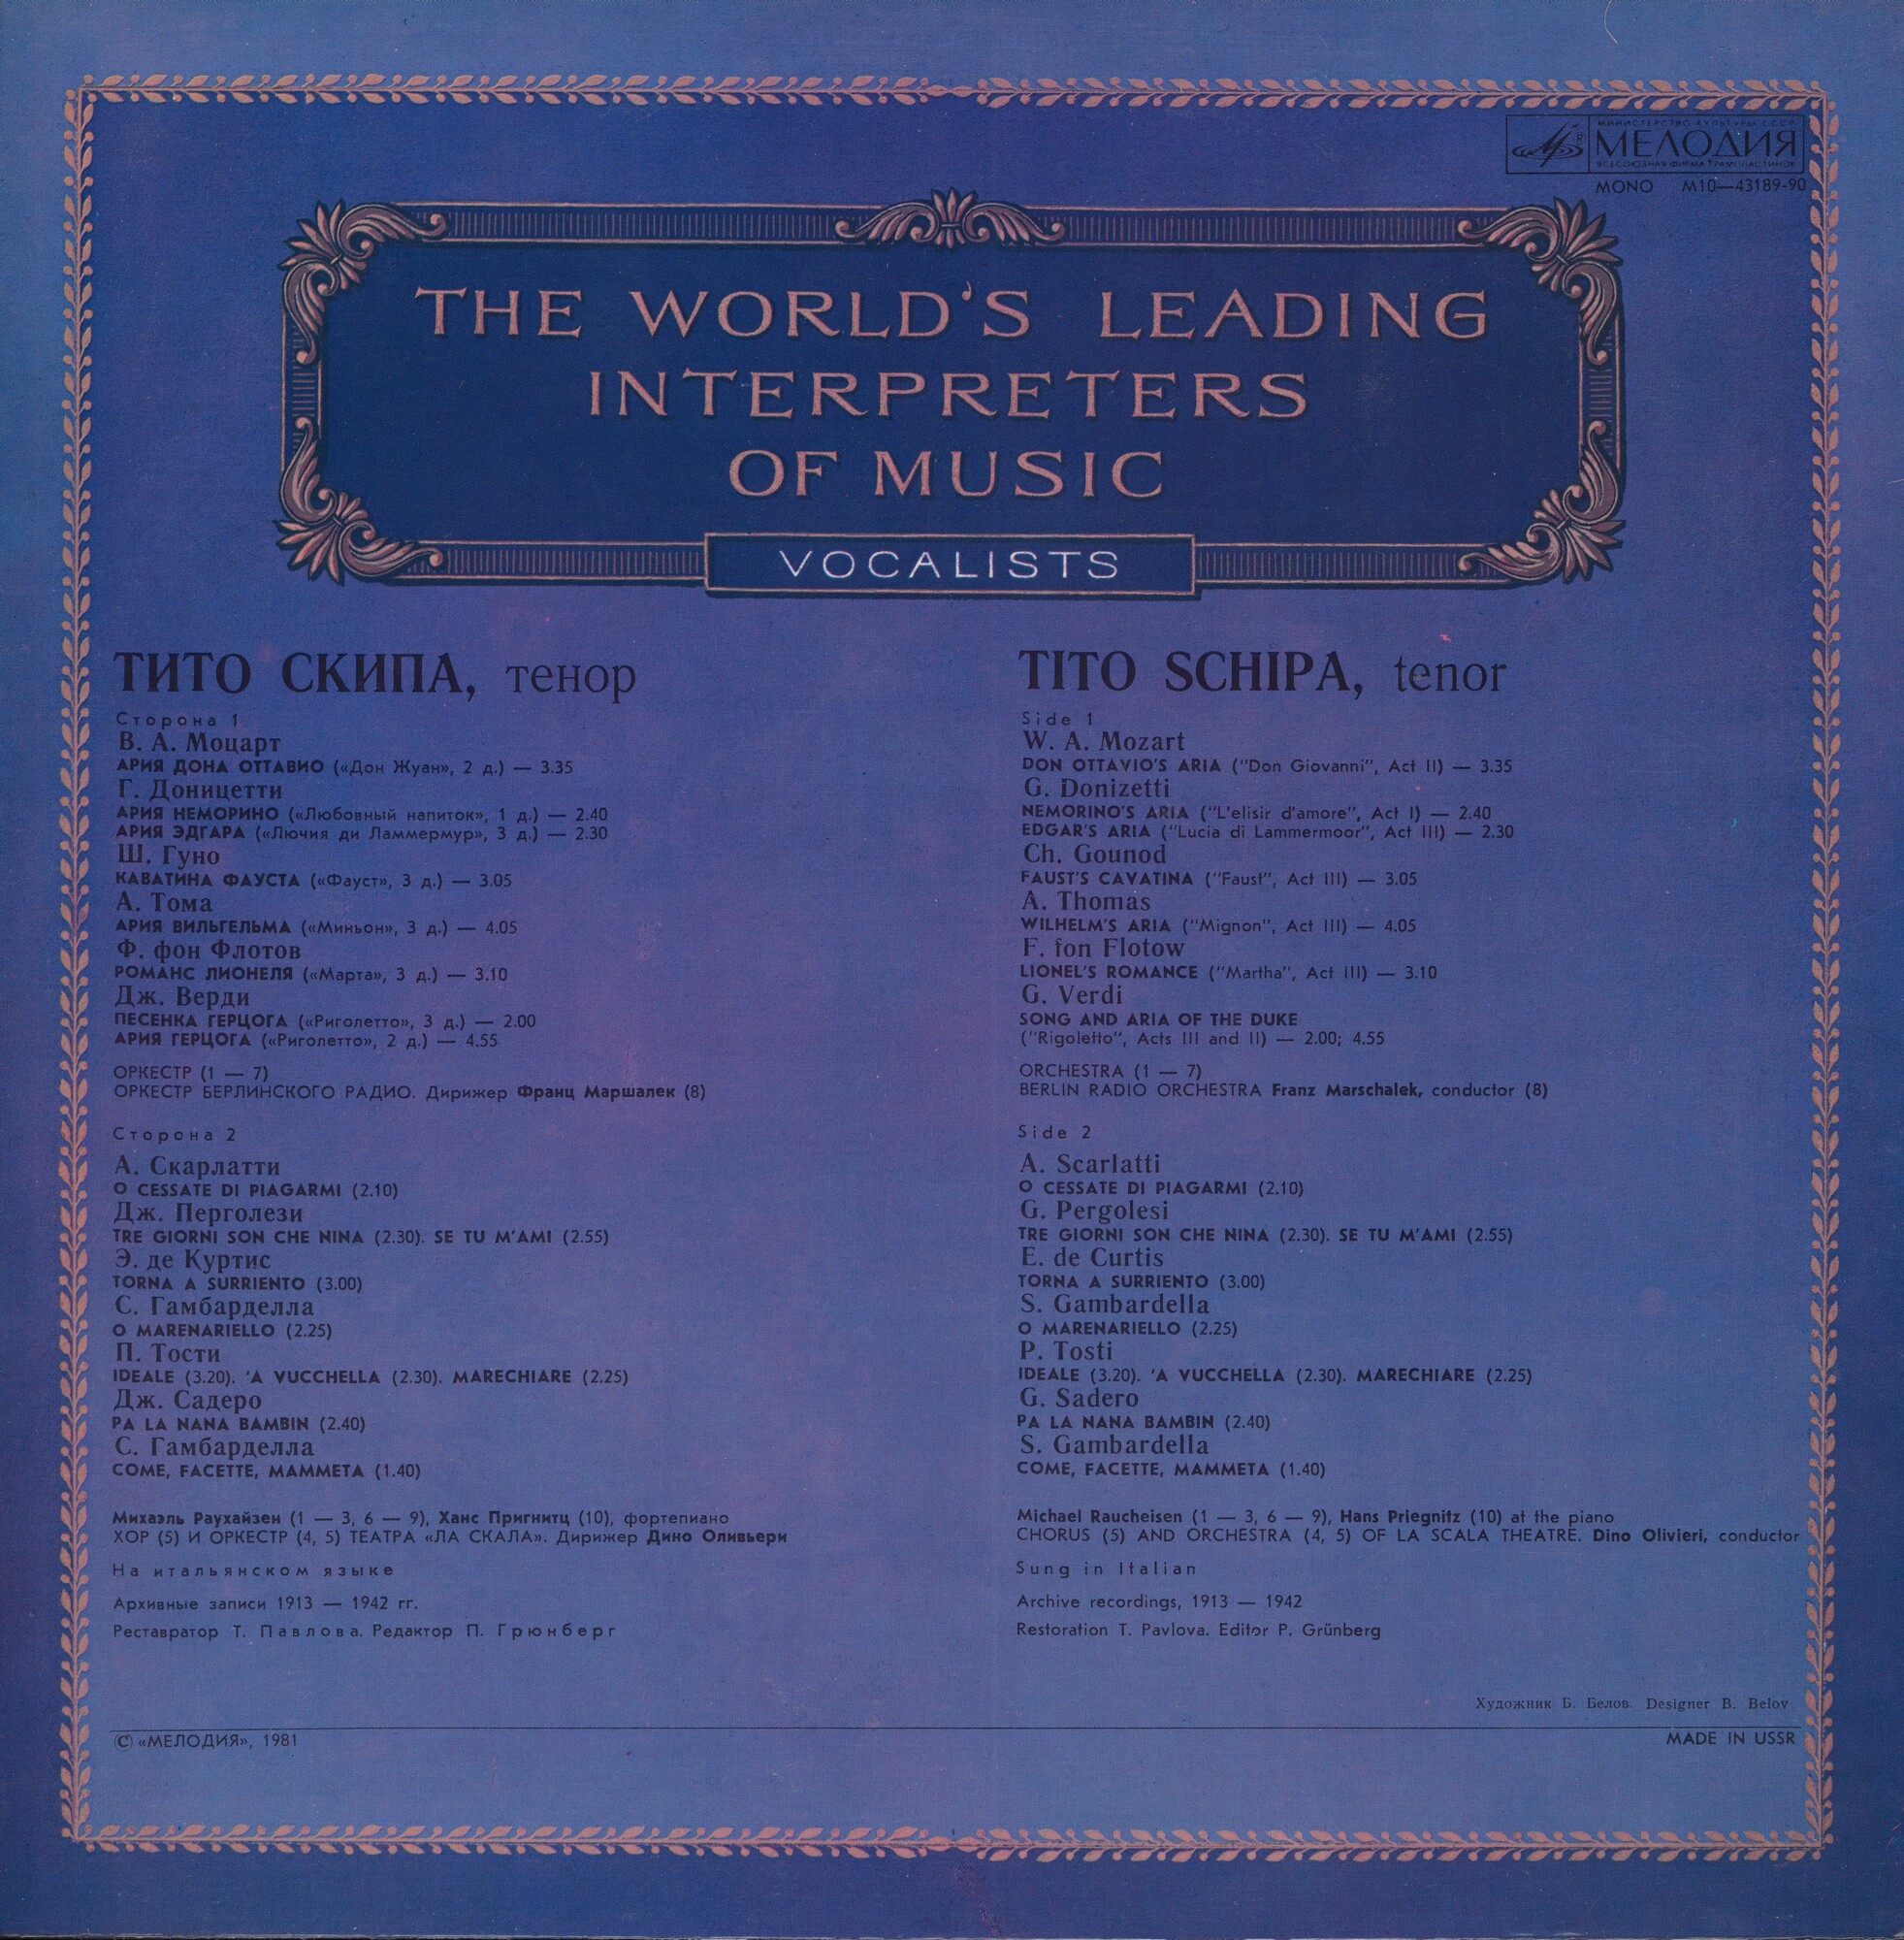 МИНИСТЕРСТВО КУЛЬТУРЫ СССР
МЕЛОДИЯ
ВСЕСОЮЗНАЯ ФИРМА ГРАМПЛАСТИНОК
MONO M10—43189-90
THE WORLD'S LEADING
INTERPRETERS
OF MUSIC
VOCALISTS
ТИТО СКИПА, тенор
Сторона 1
В. А. Моцарт
АРИЯ ДОНА ОТТАВИО («Дон Жуан», 2 д.) — 3.35
Г. Доницетти
АРИЯ НЕМОРИНО («Любовный напиток», 1 д.) — 2.40
АРИЯ ЭДГАРА («Лючия ди Ламмермур», 3 д.) — 2.30
Ш. Гуно
КАВАТИНА ФАУСТА («Фауст», 3 д.) — 3.05
А. Тома
АРИЯ ВИЛЬГЕЛЬМА («Миньон», 3 д.) — 4.05
Ф. фон Флотов
РОМАНС ЛИОНЕЛЯ («Марта», 3 д.) — 3.10
Дж. Верди
ПЕСЕНКА ГЕРЦОГА («Риголетто», 3 д.) — 2.00
АРИЯ ГЕРЦОГА («Риголетто», 2 д.) — 4.55
ОРКЕСТР (1 — 7)
ОРКЕСТР БЕРЛИНСКОГО РАДИО. Дирижер Франц Маршалек (8)
Сторона 2
А. Скарлатти
O CESSATE DI PIAGARMI (2.10)
Дж. Перголези
TRE GIORNI SON CHE NINA (2.30). SE TU M'AMI (2.55)
Э. де Куртис
TORNA A SURRIENTO (3.00)
С. Гамбарделла
O MARENARIELLO (2.25)
П. Тости
IDEALE (3.20). 'A VUCCHELLA (2.30). MARECHIARE (2.25)
Дж. Садеро
PA LA NANA BAMBIN (2.40)
С. Гамбарделла
COME, FACETTE, MAMMETA (1.40)
Михаэль Раухайзен (1 — 3, 6 — 9), Ханс Пригнитц (10), фортепиано
ХОР (5) И ОРКЕСТР (4, 5) ТЕАТРА «ЛА СКАЛА». Дирижер Дино Оливьери
На итальянском языке
Архивные записи 1913 — 1942 гг.
Реставратор Т. Павлова. Редактор П. Грюнберг
TITO SCHIPA, tenor
Side 1
W. A. Mozart
DON OTTAVIO'S ARIA ("Don Giovanni", Act II) — 3.35
G. Donizetti
NEMORINO'S ARIA ("L'elisir d'amore", Act I) — 2.40
EDGAR'S ARIA ("Lucia di Lammermoor", Act III) — 2.30
Ch. Gounod
FAUST'S CAVATINA ("Faust", Act III) — 3.05
A. Thomas
WILHELM'S ARIA ("Mignon", Act III) — 4.05
F. fon Flotow
LIONEL'S ROMANCE ("Martha", Act III) — 3.10
G. Verdi
SONG AND ARIA OF THE DUKE
("Rigoletto", Acts III and II) — 2.00; 4.55
ORCHESTRA (1 — 7)
BERLIN RADIO ORCHESTRA Franz Marschalek, conductor (8)
Side 2
A. Scarlatti
O CESSATE DI PIAGARMI (2.10)
G. Pergolesi
TRE GIORNI SON CHE NINA (2.30). SE TU M'AMI (2.55)
E. de Curtis
TORNA A SURRIENTO (3.00)
S. Gambardella
O MARENARIELLO (2.25)
P. Tosti
IDEALE (3.20). 'A VUCCHELLA (2.30). MARECHIARE (2.25)
G. Sadero
PA LA NANA BAMBIN (2.40)
S. Gambardella
COME, FACETTE, MAMMETA (1.40)
Michael Raucheisen (1 — 3, 6 — 9), Hans Priegnitz (10) at the piano
CHORUS (5) AND ORCHESTRA (4, 5) OF LA SCALA THEATRE. Dino Olivieri, conductor
Sung in Italian
Archive recordings, 1913 — 1942
Restoration T. Pavlova. Editor P. Grünberg
Художник Б. Белов. Designer B. Belov
© «МЕЛОДИЯ», 1981
MADE IN USSR